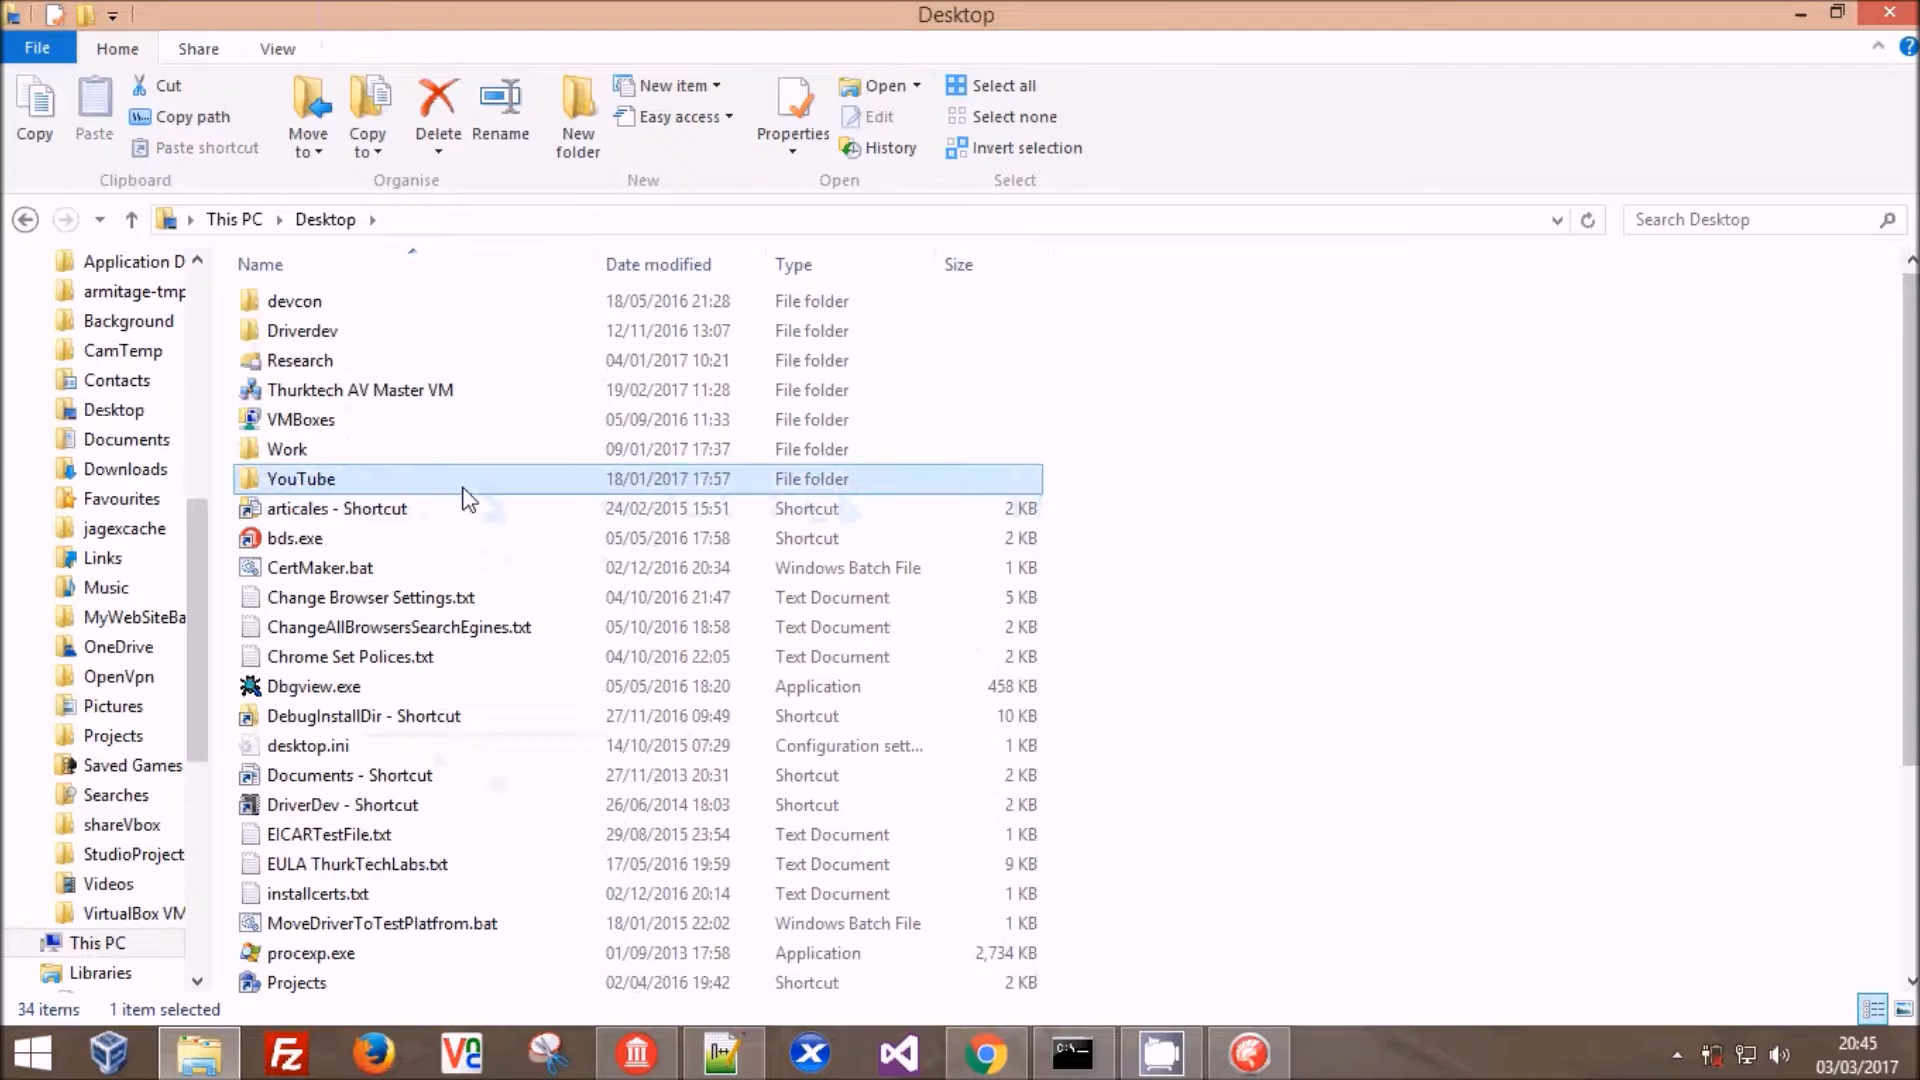 Desktop
File Home Share View
Copy
Paste
Cut
Copy path
Paste shortcut
Clipboard
Move to
Copy to
Delete
Rename
Organise
New folder
New item
Easy access
New
Properties
Open
Edit
History
Open
Select all
Select none
Invert selection
Select
This PC Desktop
Search Desktop
Application D
armitage-tmp
Background
CamTemp
Contacts
Desktop
Documents
Downloads
Favourites
jagexcache
Links
Music
MyWebSiteBa
OneDrive
OpenVpn
Pictures
Projects
Saved Games
Searches
shareVbox
StudioProject
Videos
VirtualBox VM
This PC
Libraries
Name Date modified Type Size
devcon 18/05/2016 21:28 File folder
Driverdev 12/11/2016 13:07 File folder
Research 04/01/2017 10:21 File folder
Thurktech AV Master VM 19/02/2017 11:28 File folder
VMBoxes 05/09/2016 11:33 File folder
Work 09/01/2017 17:37 File folder
YouTube 18/01/2017 17:57 File folder
articales - Shortcut 24/02/2015 15:51 Shortcut 2 KB
bds.exe 05/05/2016 17:58 Shortcut 2 KB
CertMaker.bat 02/12/2016 20:34 Windows Batch File 1 KB
Change Browser Settings.txt 04/10/2016 21:47 Text Document 5 KB
ChangeAllBrowsersSearchEgines.txt 05/10/2016 18:58 Text Document 2 KB
Chrome Set Polices.txt 04/10/2016 22:05 Text Document 2 KB
Dbgview.exe 05/05/2016 18:20 Application 458 KB
DebugInstallDir - Shortcut 27/11/2016 09:49 Shortcut 10 KB
desktop.ini 14/10/2015 07:29 Configuration sett... 1 KB
Documents - Shortcut 27/11/2013 20:31 Shortcut 2 KB
DriverDev - Shortcut 26/06/2014 18:03 Shortcut 2 KB
EICARTestFile.txt 29/08/2015 23:54 Text Document 1 KB
EULA ThurkTechLabs.txt 17/05/2016 19:59 Text Document 9 KB
installcerts.txt 02/12/2016 20:14 Text Document 1 KB
MoveDriverToTestPlatfrom.bat 18/01/2015 22:02 Windows Batch File 1 KB
procexp.exe 01/09/2013 17:58 Application 2,734 KB
Projects 02/04/2016 19:42 Shortcut 2 KB
34 items 1 item selected
20:45
03/03/2017